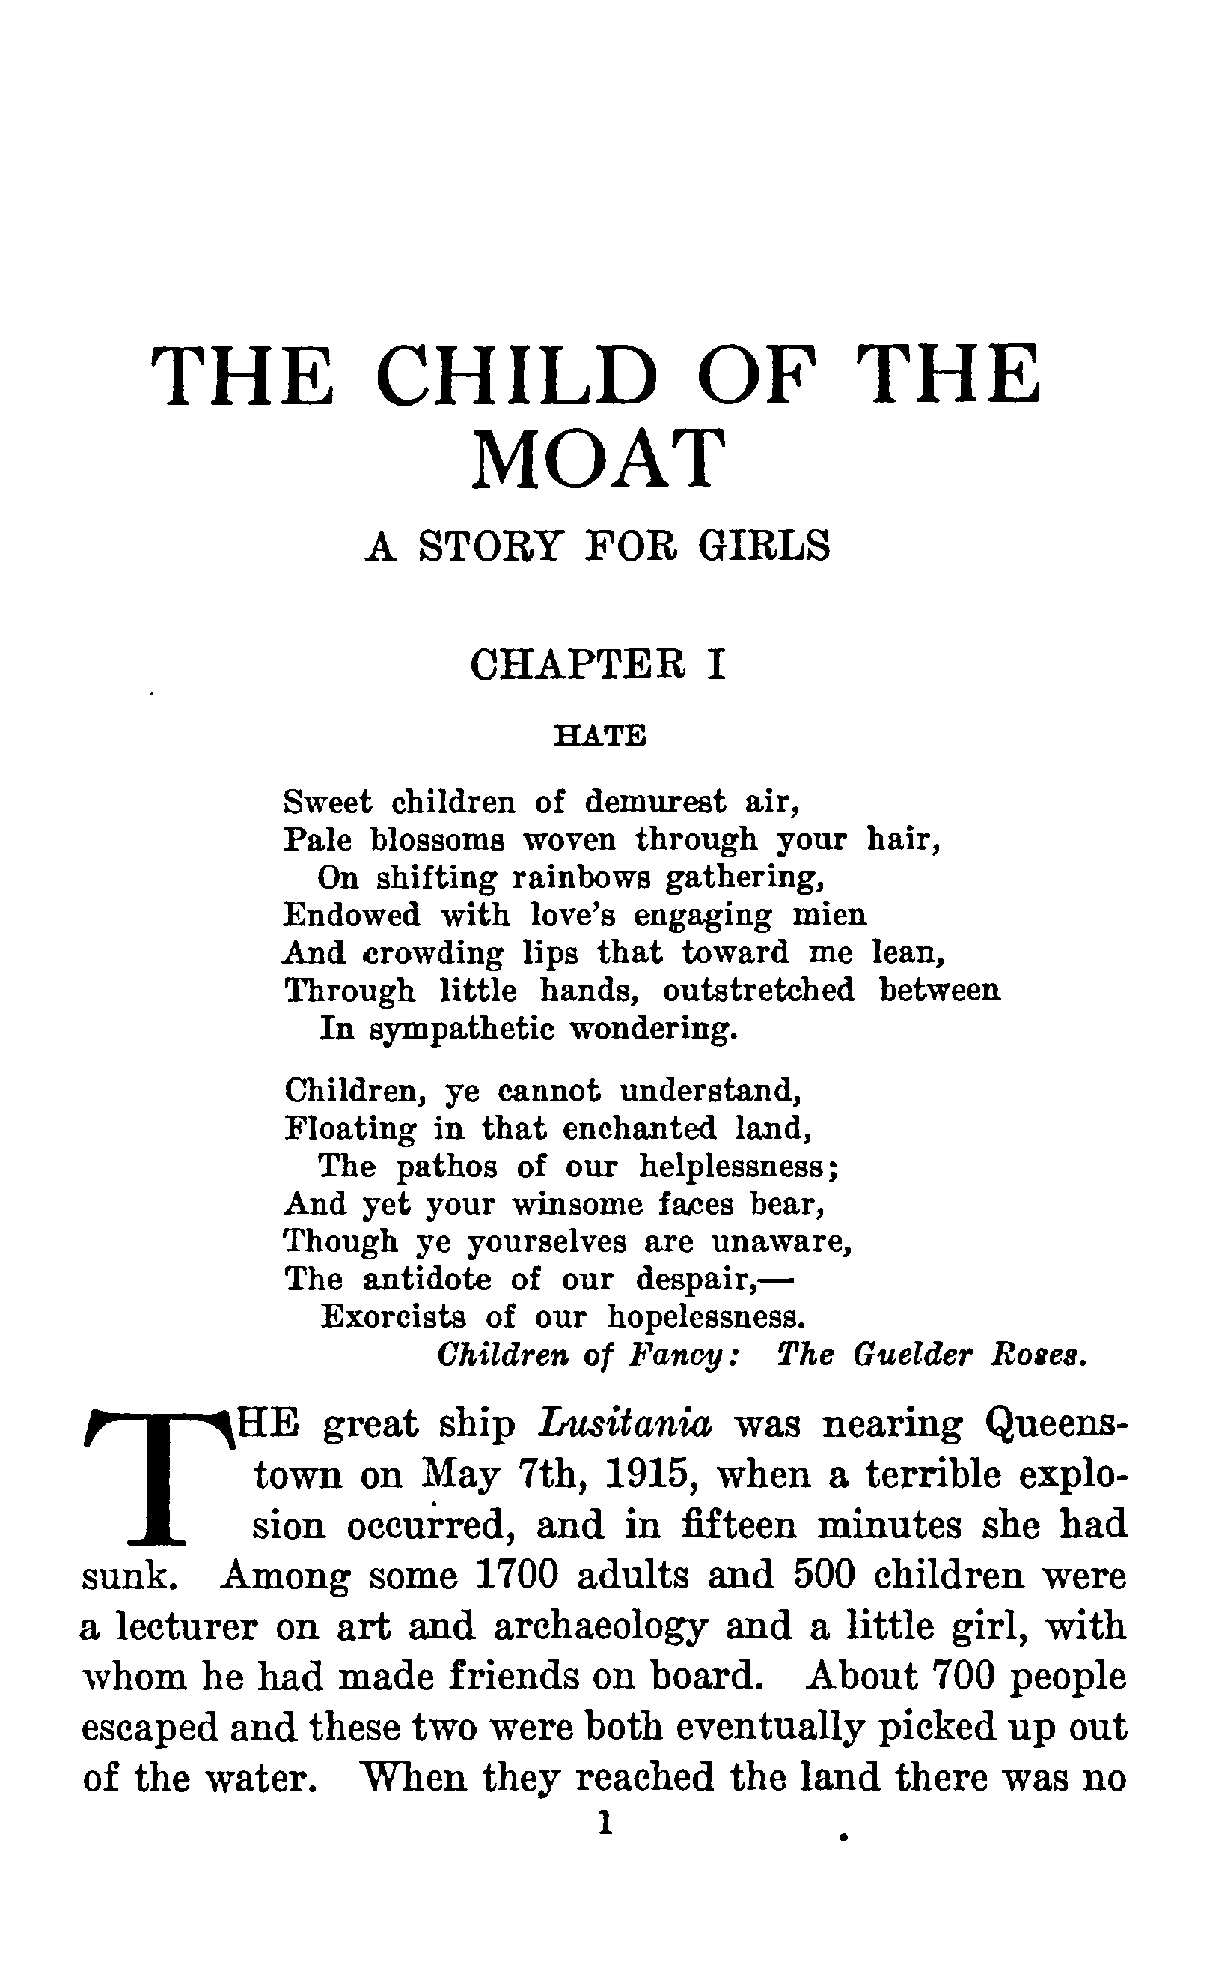 THE CHILD OF THE
MOAT
A STORY FOR GIRLS
CHAPTER I
HATE
Sweet children of demurest air,
Pale blossoms woven through your hair,
On shifting rainbows gathering,
Endowed with love's engaging mien
And crowding lips that toward me lean,
Through little hands, outstretched between
In sympathetic wondering.
Children, ye cannot understand,
Floating in that enchanted land,
The pathos of our helplessness;
And yet your winsome faces bear,
Though ye yourselves are unaware,
The antidote of our despair,—
Exorcists of our hopelessness.
Children of Fancy: The Guelder Roses.
THE great ship Lusitania was nearing Queens-
town on May 7th, 1915, when a terrible explo-
sion occurred, and in fifteen minutes she had
sunk. Among some 1700 adults and 500 children were
a lecturer on art and archaeology and a little girl, with
whom he had made friends on board. About 700 people
escaped and these two were both eventually picked up out
of the water. When they reached the land there was no
1